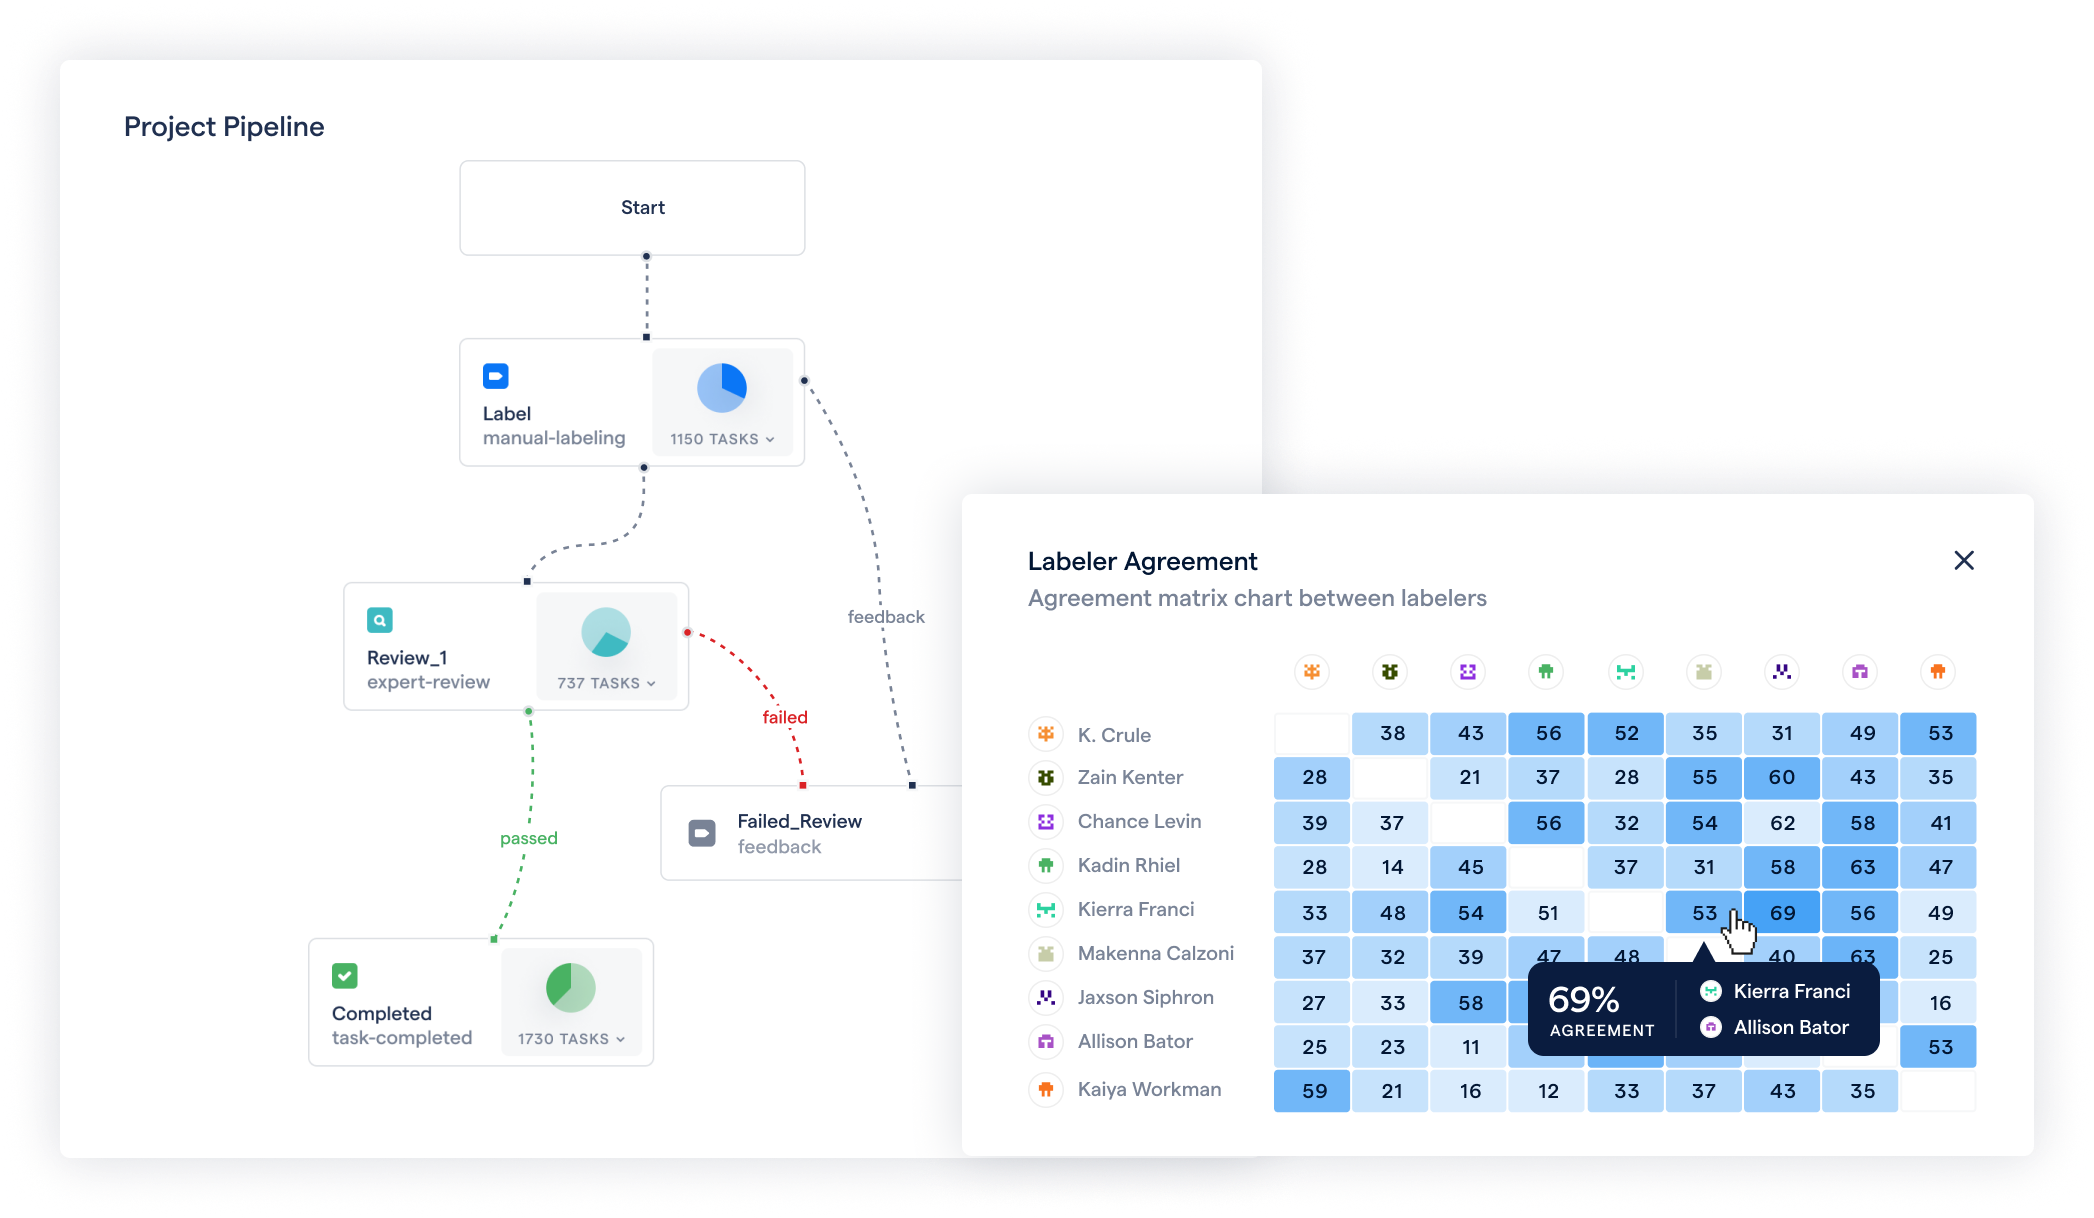 Project Pipeline
Start
Label
manual-labeling
1150 TASKS
feedback
Review_1
expert-review
737 TASKS
failed
Failed_Review
feedback
passed
Completed
task-completed
1730 TASKS
Labeler Agreement
Agreement matrix chart between labelers
K. Crule 38 43 56 52 35 31 49 53
Zain Kenter 28 21 37 28 55 60 43 35
Chance Levin 39 37 56 32 54 62 58 41
Kadin Rhiel 28 14 45 37 31 58 63 47
Kierra Franci 33 48 54 51 53 69 56 49
Makenna Calzoni 37 32 39 47 48 40 63 25
Jaxson Siphron 27 33 58 16
Allison Bator 25 23 11 53
Kaiya Workman 59 21 16 12 33 37 43 35
69%
AGREEMENT
Kierra Franci
Allison Bator